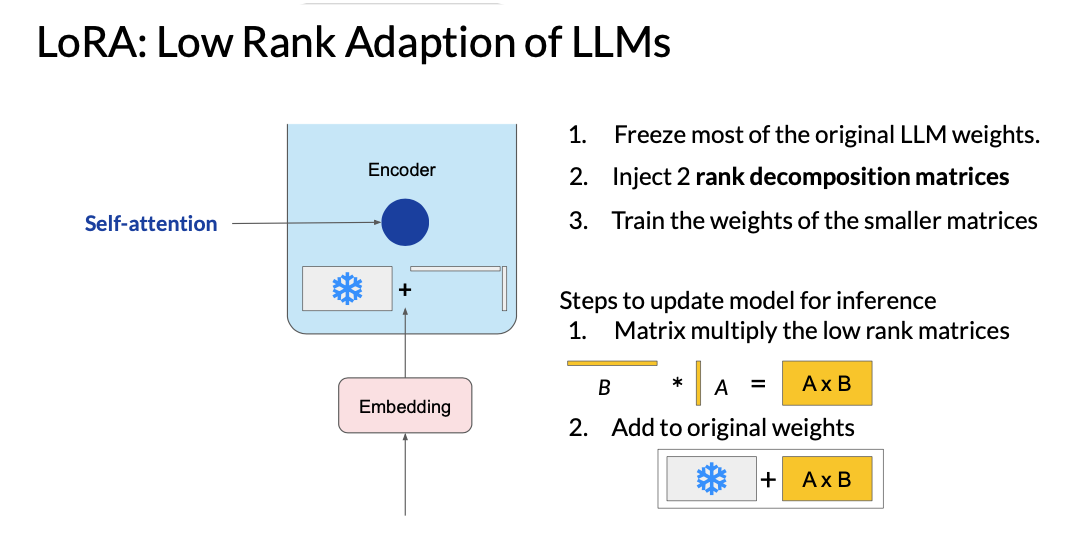 LoRA: Low Rank Adaption of LLMs
Encoder
Self-attention
+
Embedding
1. Freeze most of the original LLM weights.
2. Inject 2 rank decomposition matrices
3. Train the weights of the smaller matrices
Steps to update model for inference
1. Matrix multiply the low rank matrices
B * A = A x B
2. Add to original weights
+ A x B